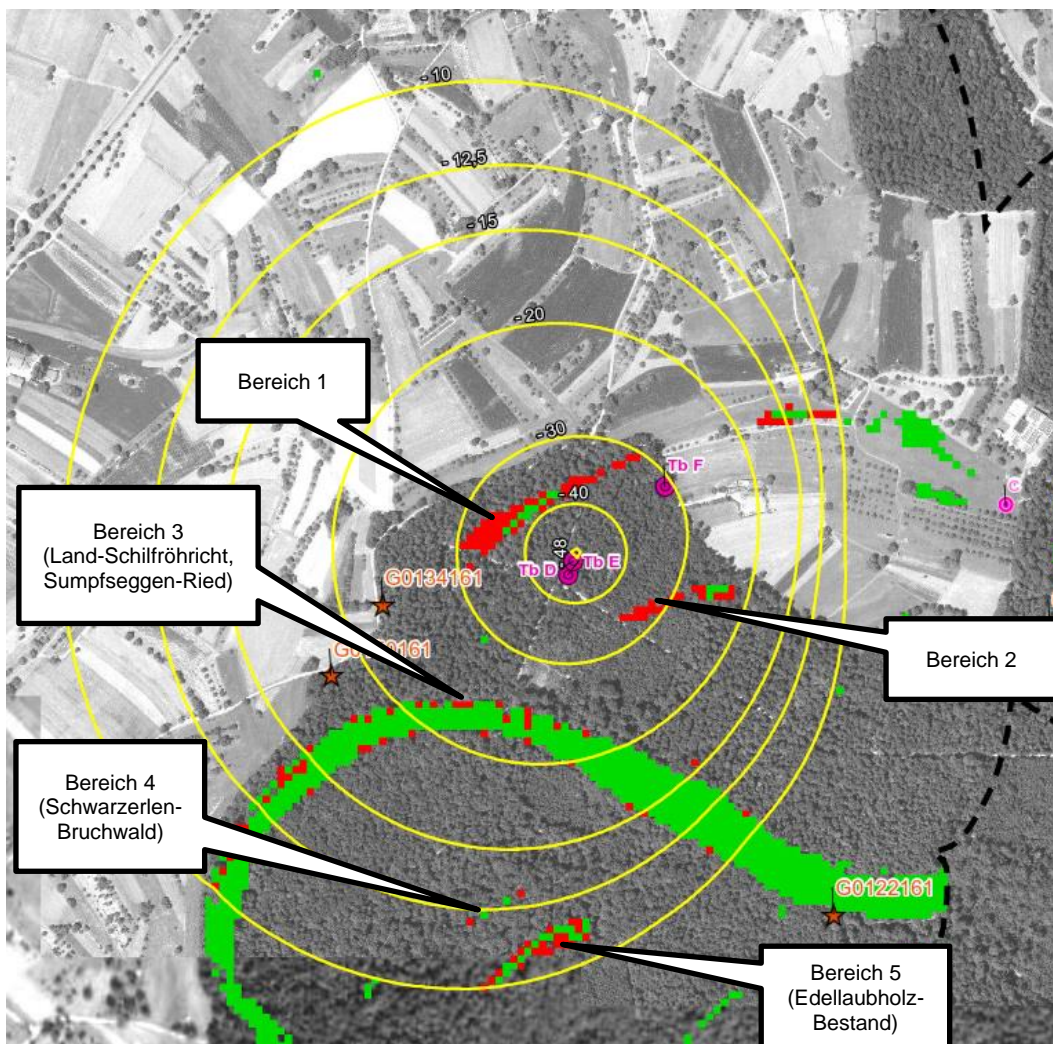 - 10
- 12,5
- 15
- 20
Bereich 1
- 30
Tb F
- 40
C
Bereich 3
(Land-Schilfröhricht,
Sumpfseggen-Ried)
-48
Tb E
Tb D
G0134161
Bereich 2
Bereich 4
(Schwarzerlen-
Bruchwald)
G0122161
Bereich 5
(Edellaubholz-
Bestand)